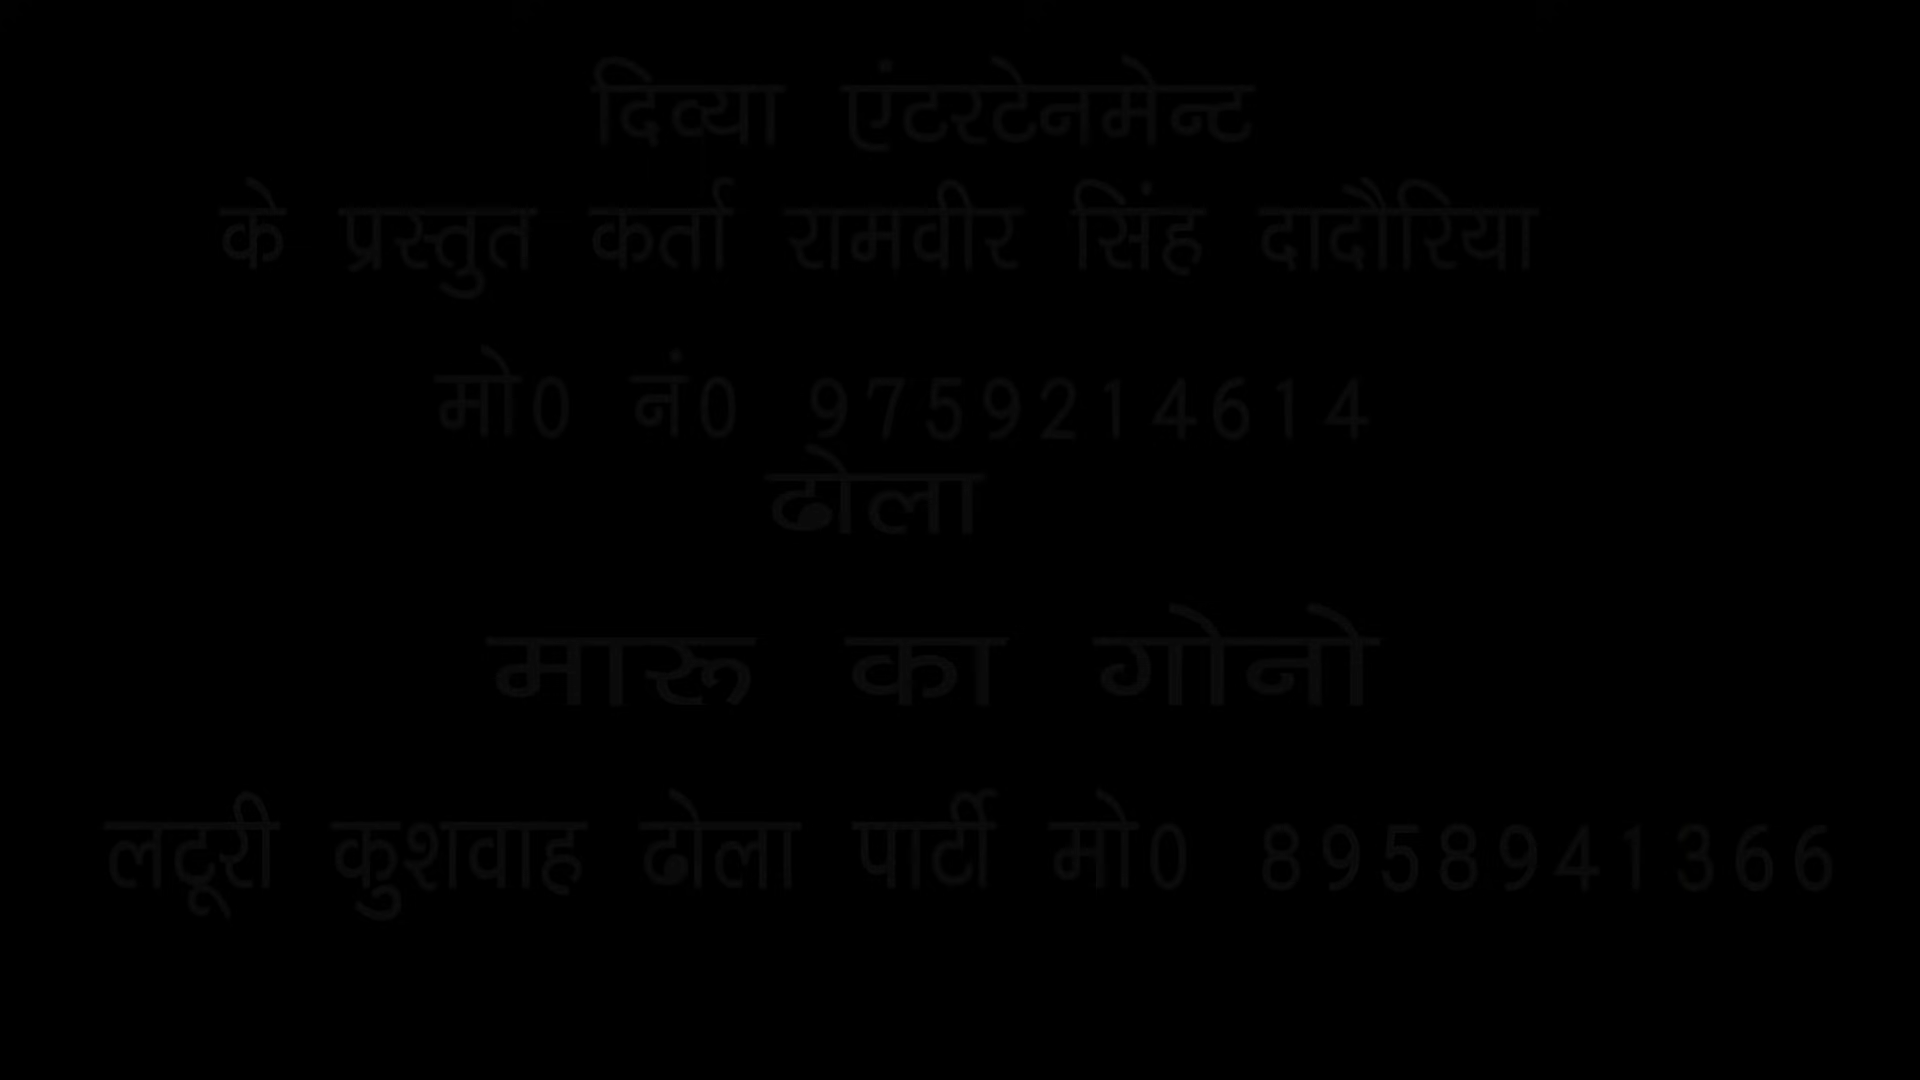 दिव्या एंटरटेनमेन्ट
के प्रस्तुत कर्ता रामवीर सिंह दादौरिया
मो0 नं0 9759214614
ढोला
मारू का गोनो
लटूरी कुशवाह ढोला पार्टी मो0 8958941366